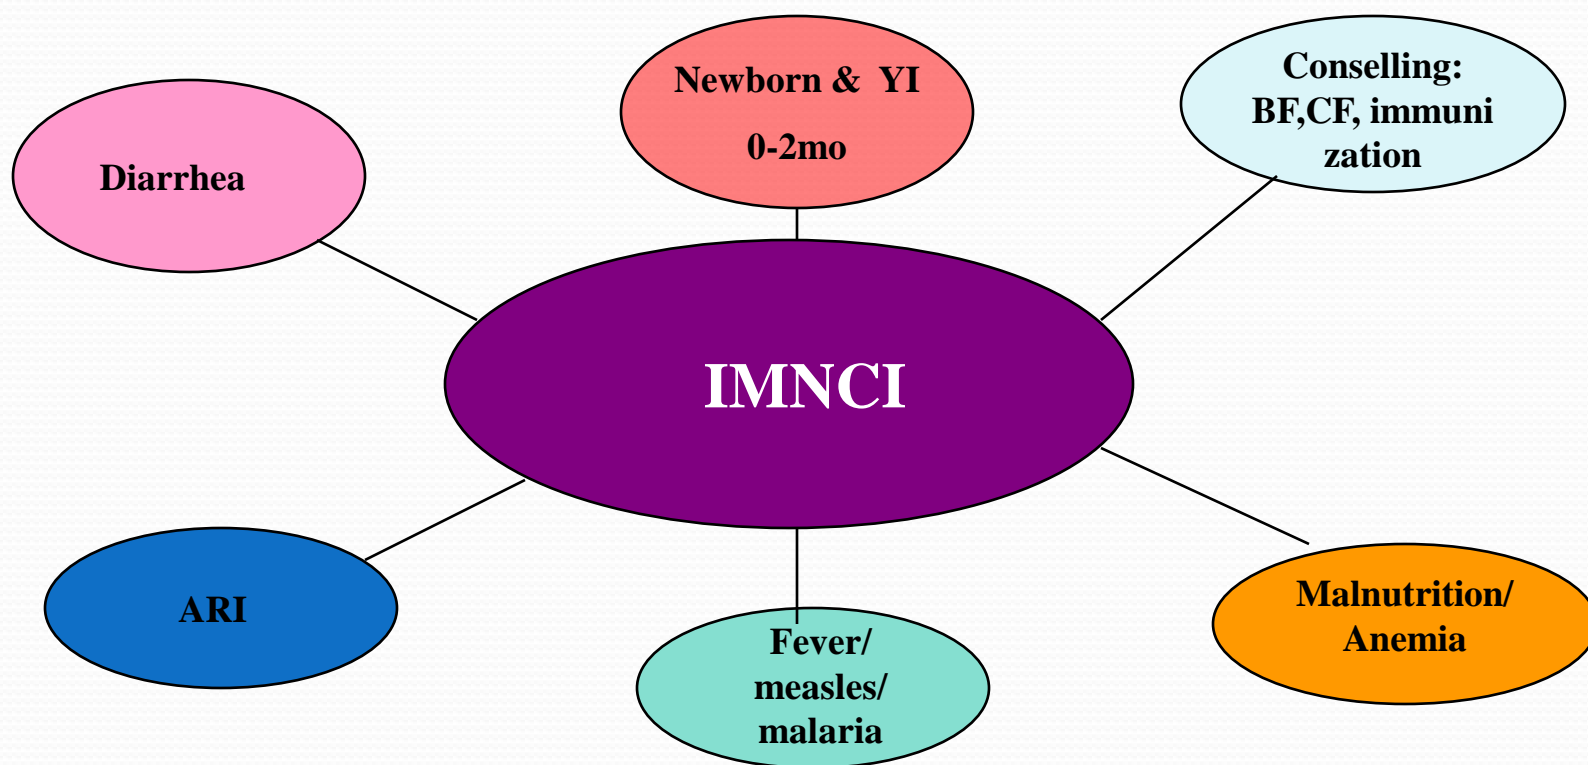 Newborn & YI
0-2mo
Conselling:
BF,CF, immuni
zation
Diarrhea
IMNCI
ARI
Fever/
measles/
malaria
Malnutrition/
Anemia